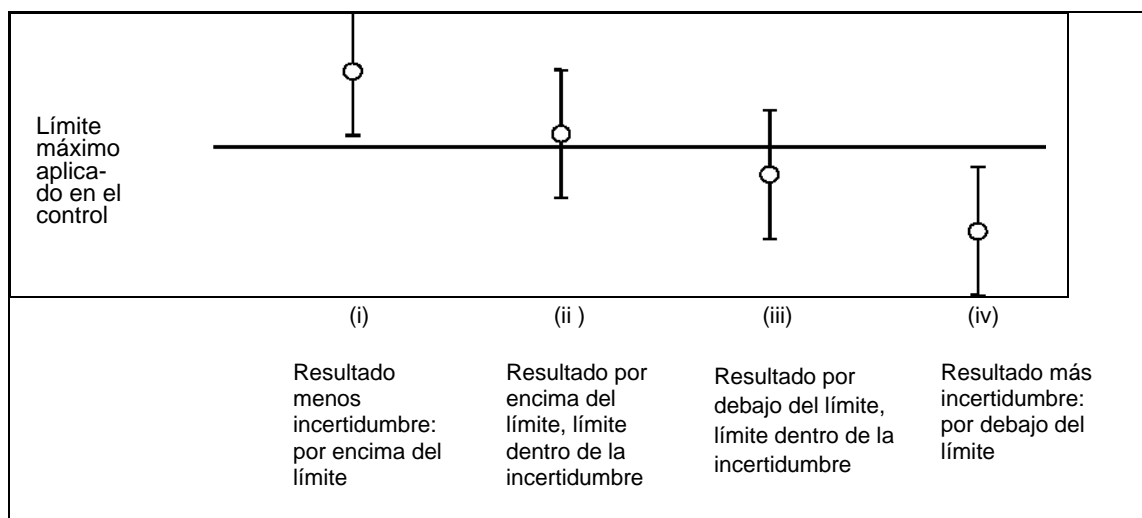 Límite
máximo
aplica-
do en el
control
(i)
(ii )
(iii)
(iv)
Resultado
menos
incertidumbre:
por encima del
límite
Resultado por
encima del
límite, límite
dentro de la
incertidumbre
Resultado por
debajo del límite,
límite dentro de la
incertidumbre
Resultado más
incertidumbre:
por debajo del
límite